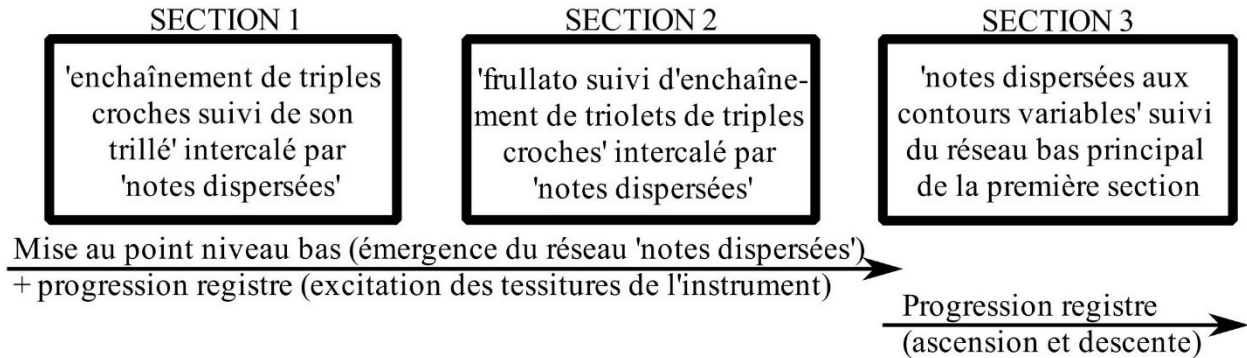 SECTION 1
'enchaînement de triples
croches suivi de son
trillé' intercalé par
'notes dispersées'
SECTION 2
'frullato suivi d'enchaîne-
ment de triolets de triples
croches' intercalé par
'notes dispersées'
SECTION 3
'notes dispersées aux
contours variables' suivi
du réseau bas principal
de la première section
Mise au point niveau bas (émergence du réseau 'notes dispersées')
+ progression registre (excitation des tessitures de l'instrument)
Progression registre
(ascension et descente)